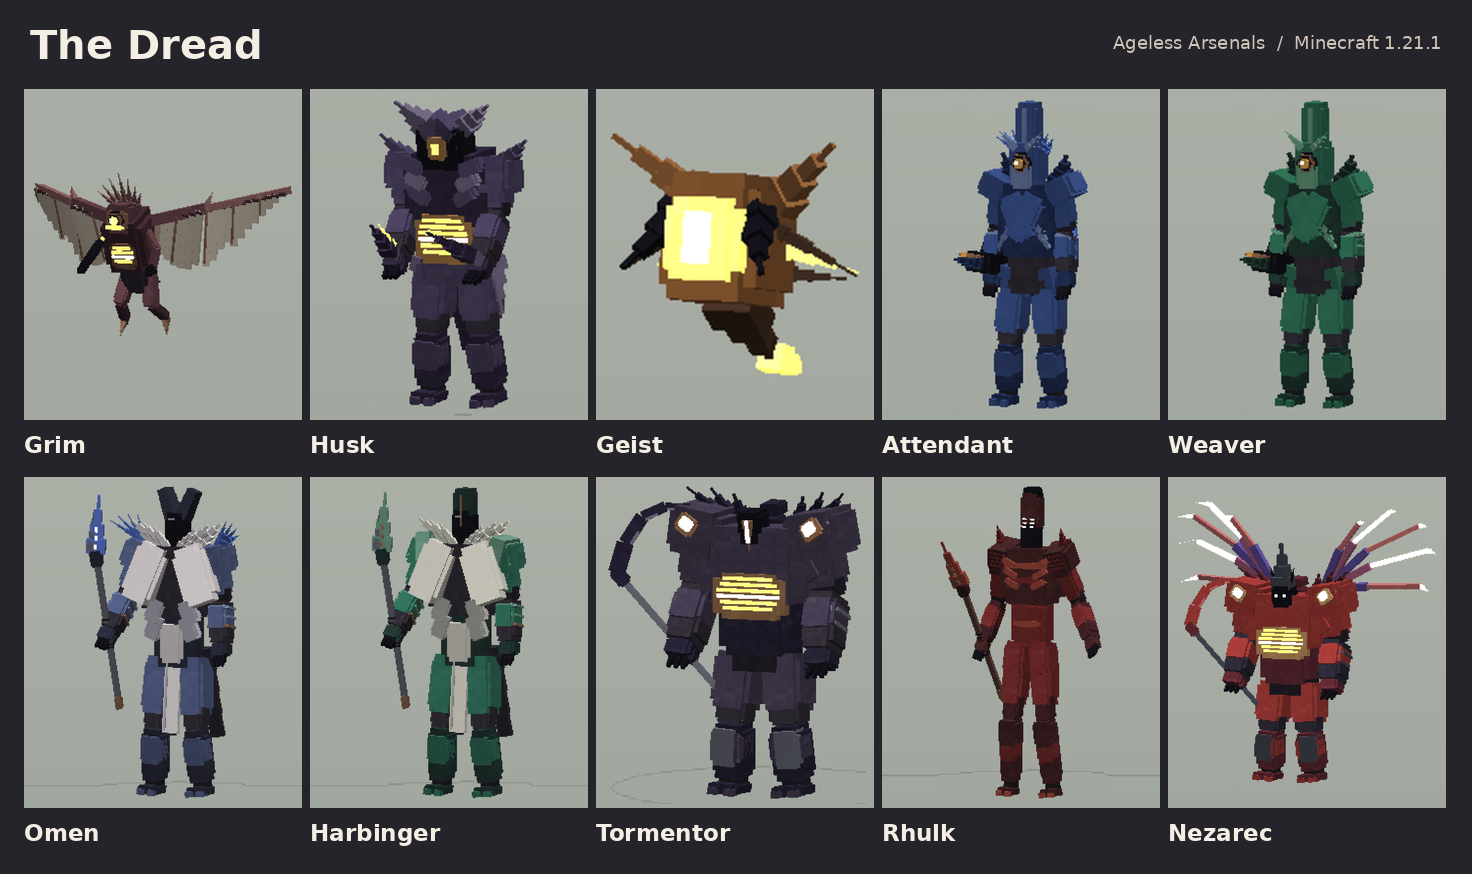 The Dread
Ageless Arsenals / Minecraft 1.21.1
Grim
Husk
Geist
Attendant
Weaver
Omen
Harbinger
Tormentor
Rhulk
Nezarec